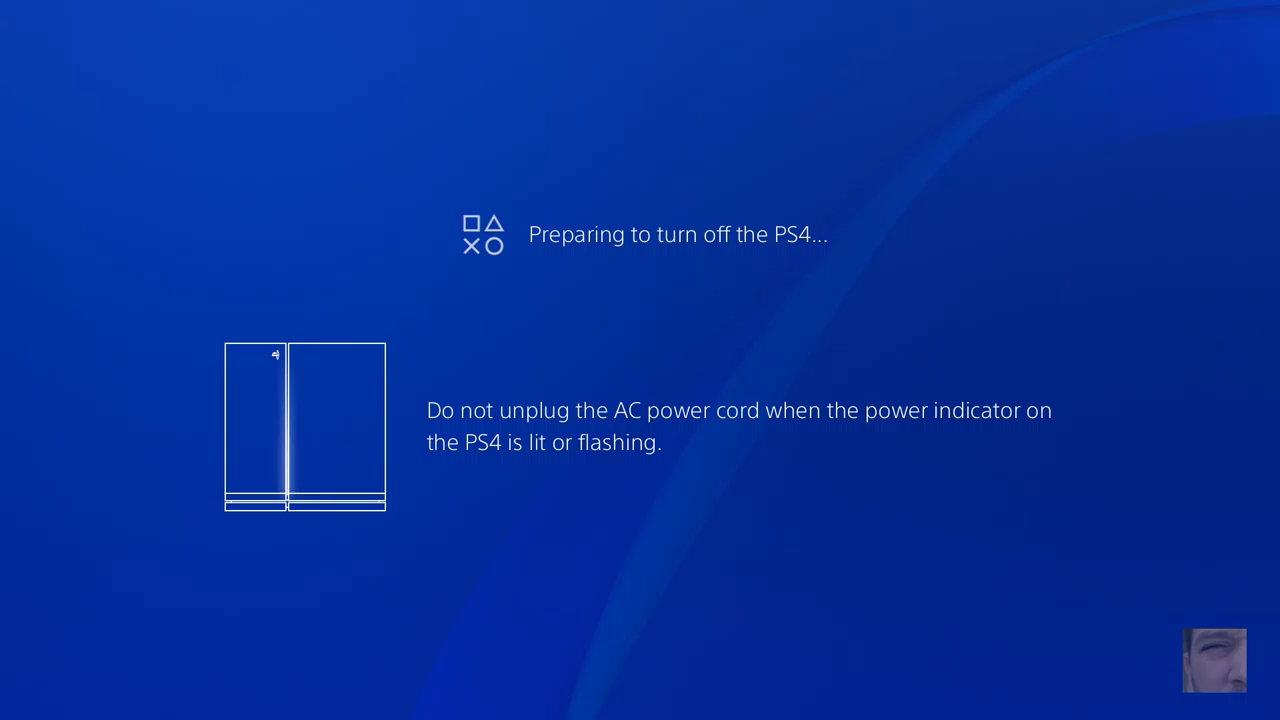 Preparing to turn off the PS4...
Do not unplug the AC power cord when the power indicator on
the PS4 is lit or flashing.